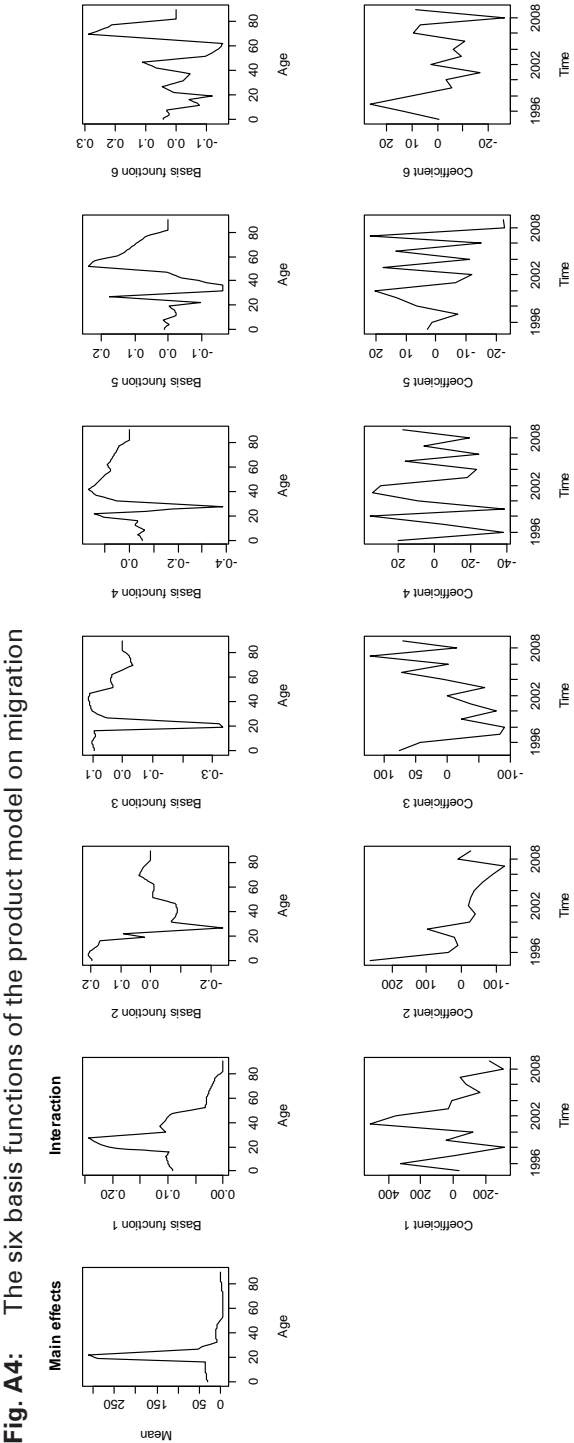 Fig. A4: The six basis functions of the product model on migration
Main effects
Interaction
Mean
0 50 150 250
0 20 40 60 80
Age
Basis function 1
0.00 0.10 0.20
0 20 40 60 80
Age
Basis function 2
-0.2 0.0 0.1 0.2
0 20 40 60 80
Age
Basis function 3
-0.3 -0.1 0.0 0.1
0 20 40 60 80
Age
Basis function 4
-0.4 -0.2 0.0
0 20 40 60 80
Age
Basis function 5
-0.1 0.0 0.1 0.2
0 20 40 60 80
Age
Basis function 6
-0.1 0.0 0.1 0.2 0.3
0 20 40 60 80
Age
Coefficient 1
-200 0 200 400
1996 2002 2008
Time
Coefficient 2
-100 0 100 200
1996 2002 2008
Time
Coefficient 3
-100 -50 0 50 100
1996 2002 2008
Time
Coefficient 4
-40 -20 0 20
1996 2002 2008
Time
Coefficient 5
-20 -10 0 10 20
1996 2002 2008
Time
Coefficient 6
-20 0 10 20
1996 2002 2008
Time